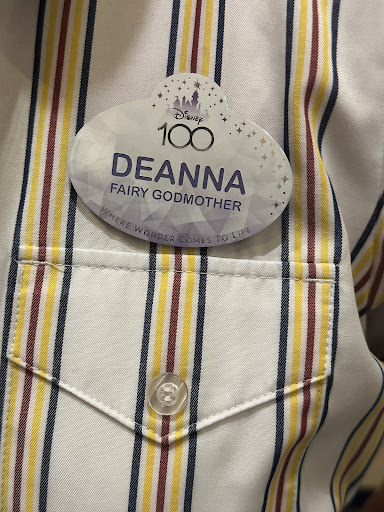 Disney
100
DEANNA
FAIRY GODMOTHER
WHERE WONDER COMES TO LIFE